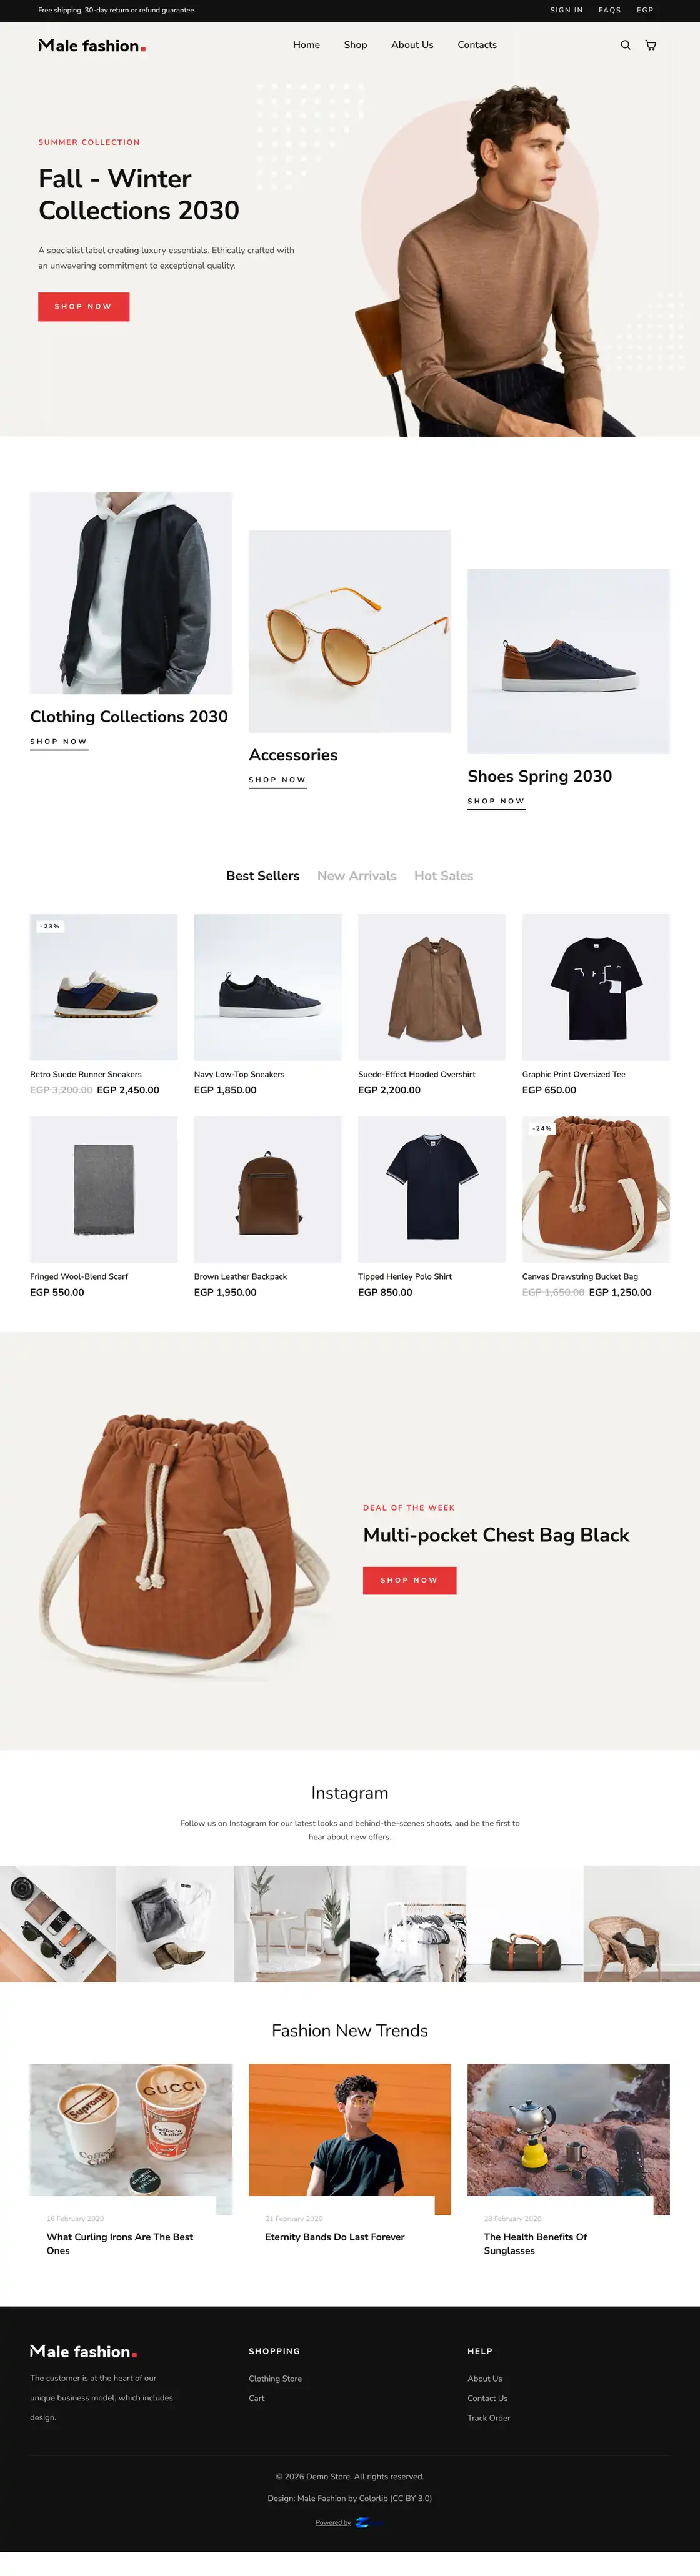 Free shipping, 30-day return or refund guarantee.
SIGN IN FAQS EGP
Male fashion.
Home Shop About Us Contacts
SUMMER COLLECTION
Fall - Winter
Collections 2030
A specialist label creating luxury essentials. Ethically crafted with
an unwavering commitment to exceptional quality.
SHOP NOW
Clothing Collections 2030
SHOP NOW
Accessories
SHOP NOW
Shoes Spring 2030
SHOP NOW
Best Sellers New Arrivals Hot Sales
-23%
Retro Suede Runner Sneakers
EGP 3,200.00 EGP 2,450.00
Navy Low-Top Sneakers
EGP 1,850.00
Suede-Effect Hooded Overshirt
EGP 2,200.00
Graphic Print Oversized Tee
EGP 650.00
Fringed Wool-Blend Scarf
EGP 550.00
Brown Leather Backpack
EGP 1,950.00
Tipped Henley Polo Shirt
EGP 850.00
-24%
Canvas Drawstring Bucket Bag
EGP 1,650.00 EGP 1,250.00
DEAL OF THE WEEK
Multi-pocket Chest Bag Black
SHOP NOW
Instagram
Follow us on Instagram for our latest looks and behind-the-scenes shoots, and be the first to
hear about new offers.
Fashion New Trends
Supreme
GUCCI
Coffee'n
Clothes
Coffee'n
Clothes
16 February 2020
What Curling Irons Are The Best
Ones
21 February 2020
Eternity Bands Do Last Forever
28 February 2020
The Health Benefits Of
Sunglasses
Male fashion.
The customer is at the heart of our
unique business model, which includes
design.
SHOPPING
Clothing Store
Cart
HELP
About Us
Contact Us
Track Order
© 2026 Demo Store. All rights reserved.
Design: Male Fashion by Colorlib (CC BY 3.0)
Powered by